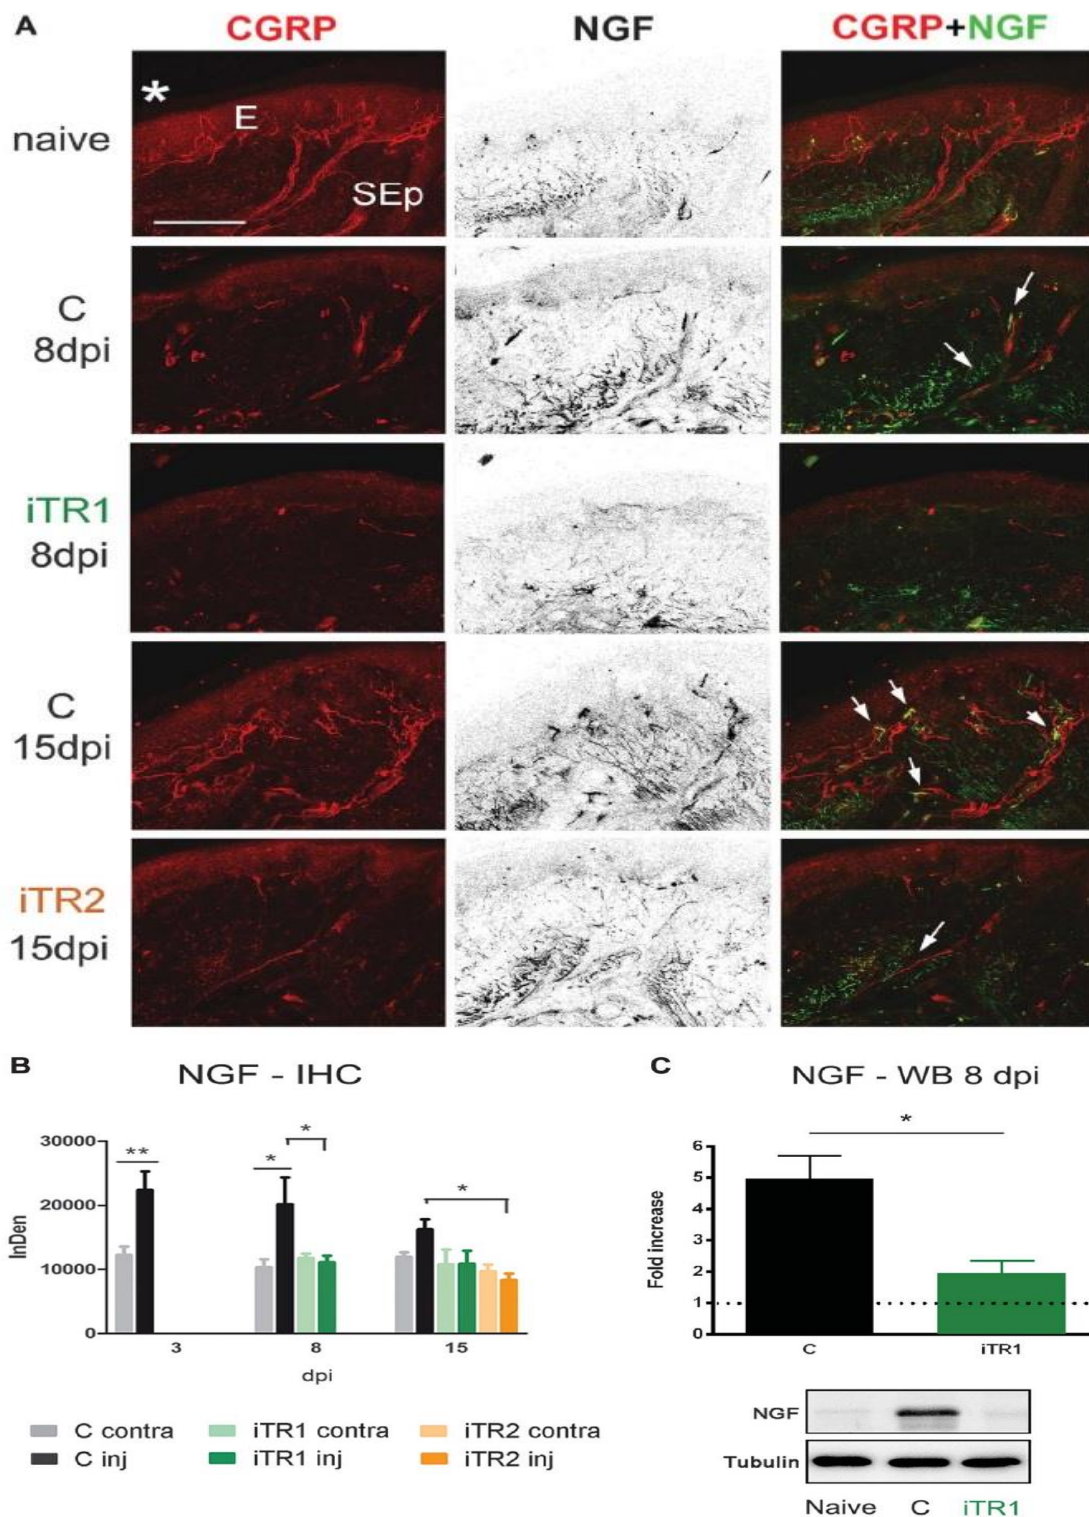 A
CGRP NGF CGRP+NGF
naive
*
E
SEp
C
8dpi
iTR1
8dpi
C
15dpi
iTR2
15dpi
B
NGF - IHC
InDen
30000
20000
10000
0
**
*
*
*
3 8 15
dpi
C contra iTR1 contra iTR2 contra
C inj iTR1 inj iTR2 inj
C
NGF - WB 8 dpi
*
Fold increase
6
5
4
3
2
1
0
C iTR1
NGF
Tubulin
Naive C iTR1